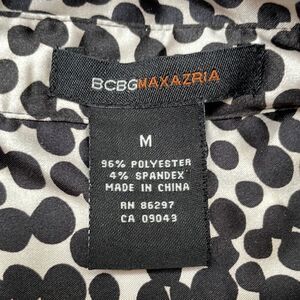 BCBGMAXAZRIA
M
96% POLYESTER
4% SPANDEX
MADE IN CHINA
RN 86297
CA 09043